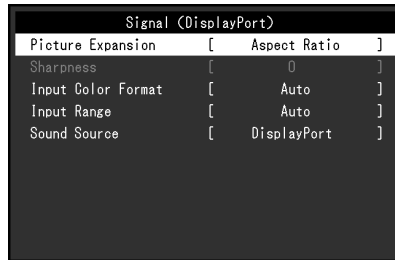 Signal (DisplayPort)
Picture Expansion [ Aspect Ratio ]
Sharpness [ 0 ]
Input Color Format [ Auto ]
Input Range [ Auto ]
Sound Source [ DisplayPort ]